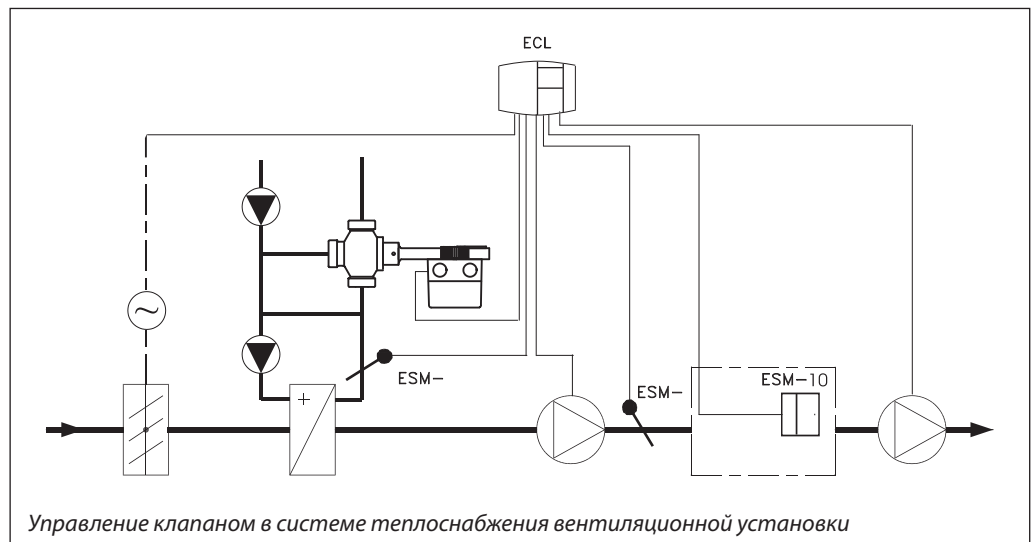 ECL
ESM-
ESM-
ESM-10
Управление клапаном в системе теплоснабжения вентиляционной установки